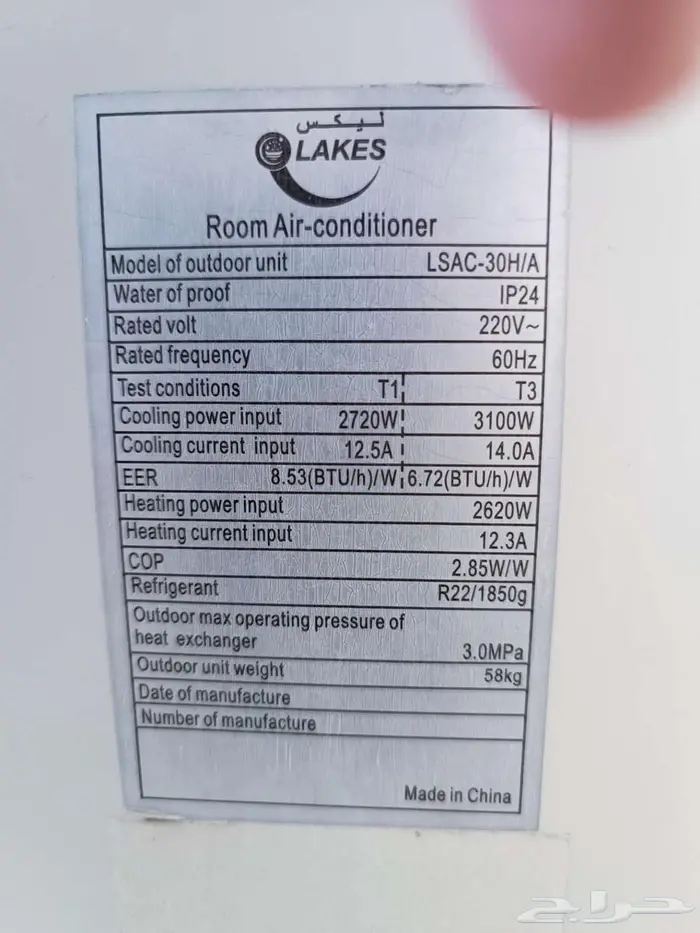 ليكس
LAKES
Room Air-conditioner
Model of outdoor unit LSAC-30H/A
Water of proof IP24
Rated volt 220V~
Rated frequency 60Hz
Test conditions T1 T3
Cooling power input 2720W 3100W
Cooling current input 12.5A 14.0A
EER 8.53(BTU/h)/W 6.72(BTU/h)/W
Heating power input 2620W
Heating current input 12.3A
COP 2.85W/W
Refrigerant R22/1850g
Outdoor max operating pressure of
heat exchanger 3.0MPa
Outdoor unit weight 58kg
Date of manufacture
Number of manufacture
Made in China
حراج